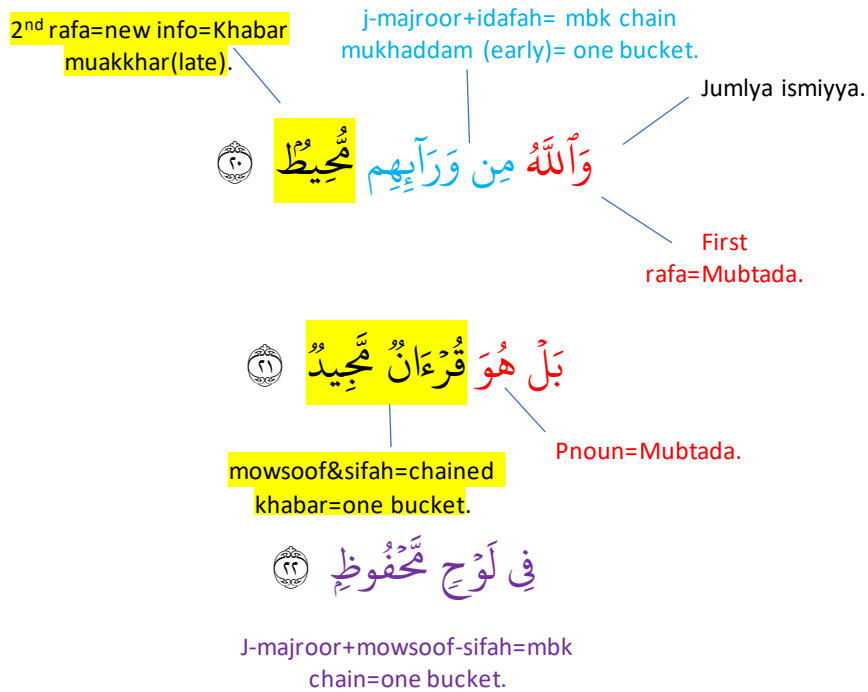 2nd rafa=new info=Khabar
muakkhar(late).
j-majroor+idafah= mbk chain
mukhaddam (early)= one bucket.
Jumlya ismiyya.
وَٱللَّهُ مِن وَرَآئِهِم مُّحِيطُۢ ٢٠
First
rafa=Mubtada.
بَلْ هُوَ قُرْءَانٌ مَّجِيدٌ ٢١
Pnoun=Mubtada.
mowsoof&sifah=chained
khabar=one bucket.
فِى لَوْحٍ مَّحْفُوظٍۭ ٢٢
J-majroor+mowsoof-sifah=mbk
chain=one bucket.